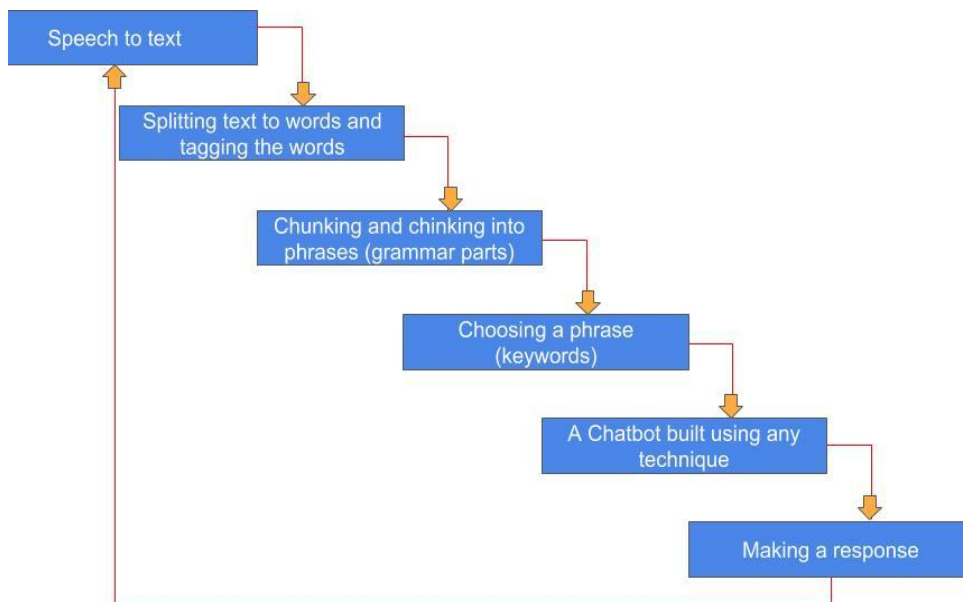 Speech to text
Splitting text to words and
tagging the words
Chunking and chinking into
phrases (grammar parts)
Choosing a phrase
(keywords)
A Chatbot built using any
technique
Making a response